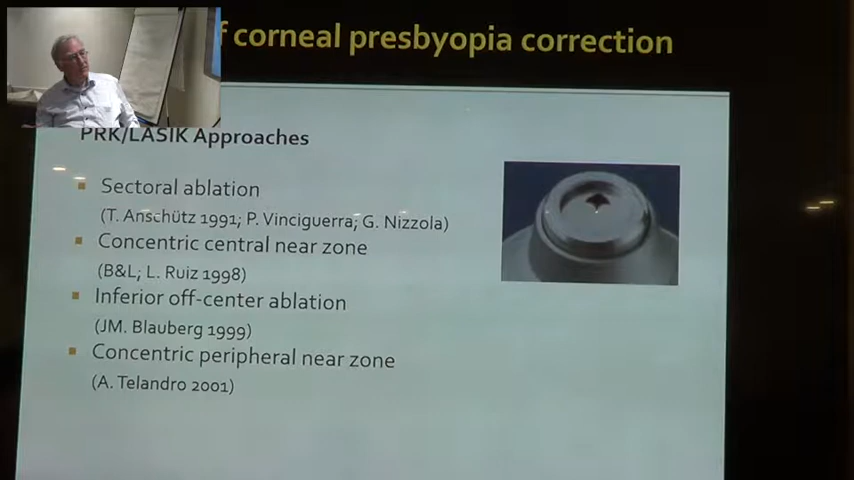 f corneal presbyopia correction
PRK/LASIK Approaches
Sectoral ablation
(T. Anschütz 1991; P. Vinciguerra; G. Nizzola)
Concentric central near zone
(B&L; L. Ruiz 1998)
Inferior off-center ablation
(JM. Blauberg 1999)
Concentric peripheral near zone
(A. Telandro 2001)